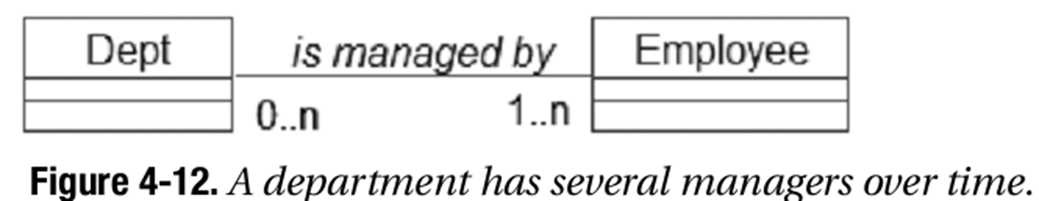 Dept is managed by Employee
0..n 1..n
Figure 4-12. A department has several managers over time.